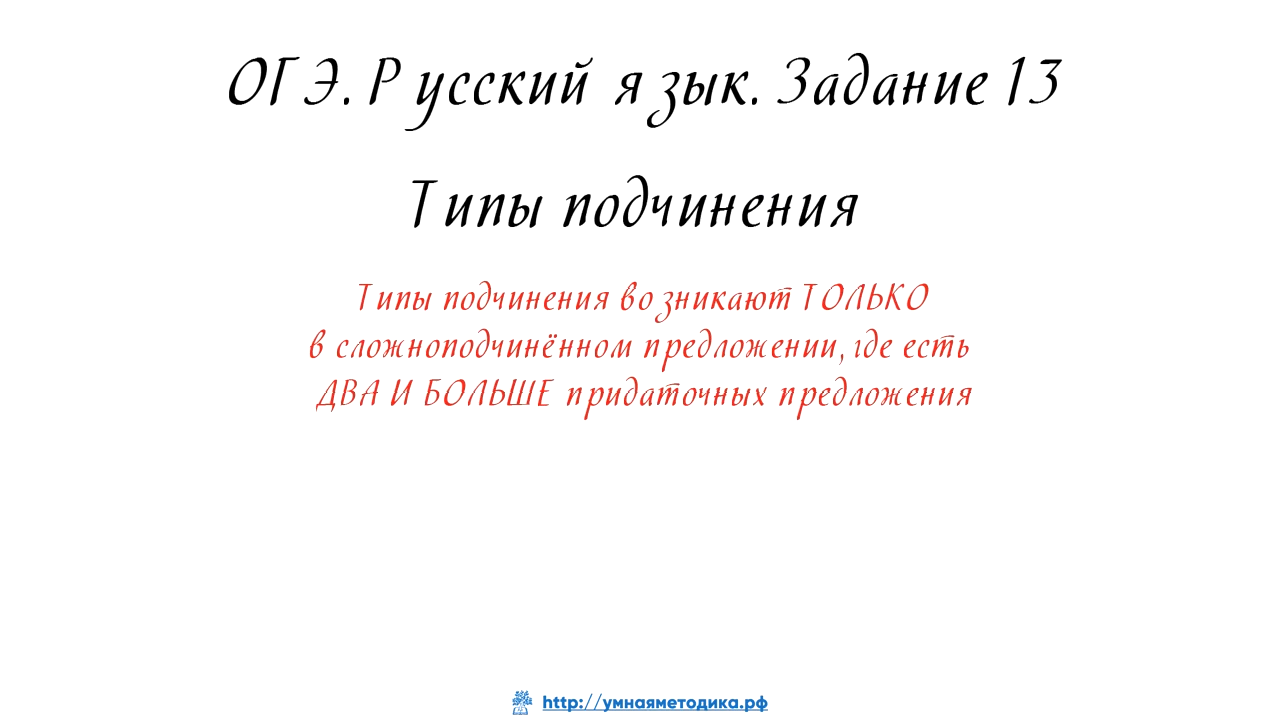 ОГЭ. Русский язык. Задание 13
Типы подчинения
Типы подчинения возникают ТОЛЬКО
в сложноподчинённом предложении, где есть
ДВА И БОЛЬШЕ придаточных предложения
http://умнаяметодика.рф